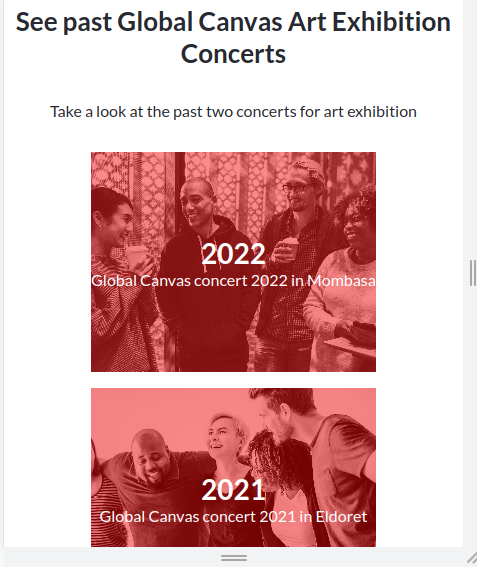 See past Global Canvas Art Exhibition
Concerts
Take a look at the past two concerts for art exhibition
2022
Global Canvas concert 2022 in Mombasa
2021
Global Canvas concert 2021 in Eldoret